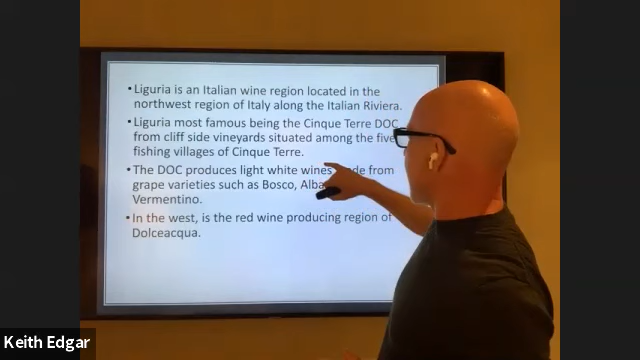 •Liguria is an Italian wine region located in the
northwest region of Italy along the Italian Riviera.
•Liguria most famous being the Cinque Terre DOC
from cliff side vineyards situated among the five
fishing villages of Cinque Terre.
•The DOC produces light white wines from
grape varieties such as Bosco,
Vermentino.
•In the west, is the red wine producing region of
Dolceacqua.
Keith Edgar